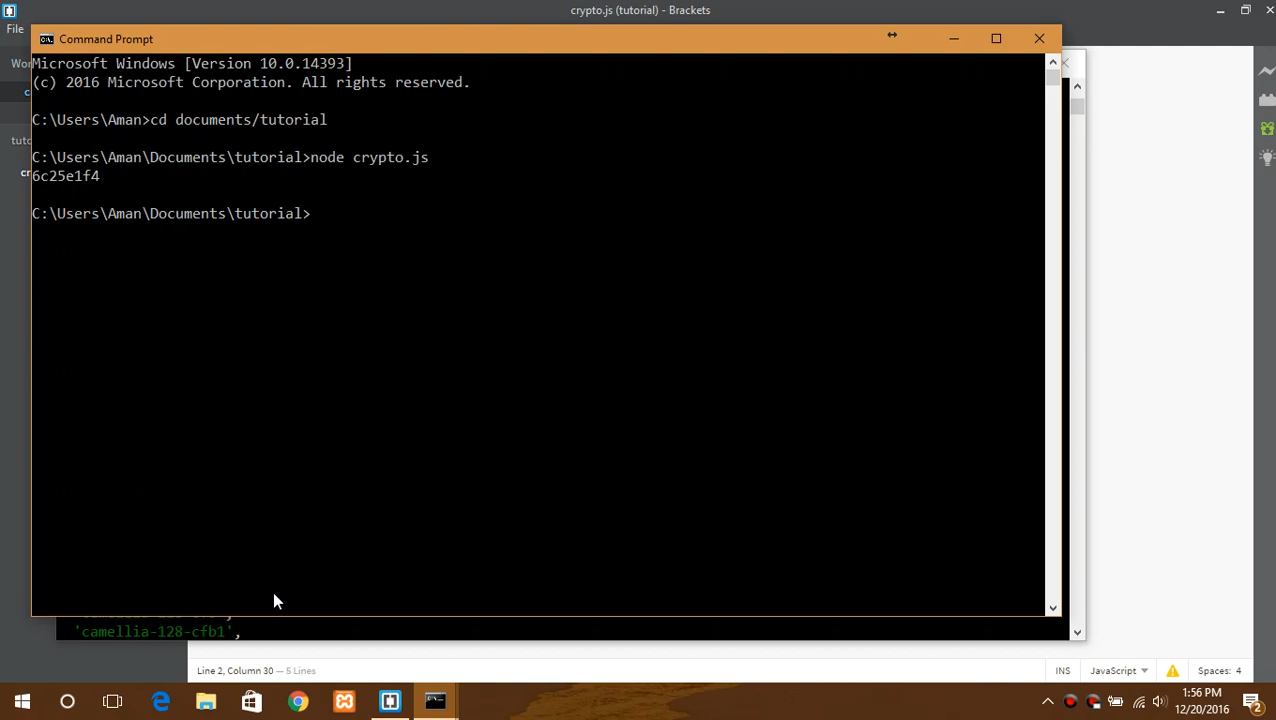 crypto.js (tutorial) - Brackets
File
Command Prompt
Microsoft Windows [Version 10.0.14393]
(c) 2016 Microsoft Corporation. All rights reserved.
C:\Users\Aman>cd documents/tutorial
C:\Users\Aman\Documents\tutorial>node crypto.js
6c25e1f4
C:\Users\Aman\Documents\tutorial>
'camellia-128-cfb1',
Line 2, Column 30 — 5 Lines
INS
JavaScript
Spaces: 4
1:56 PM
12/20/2016
2